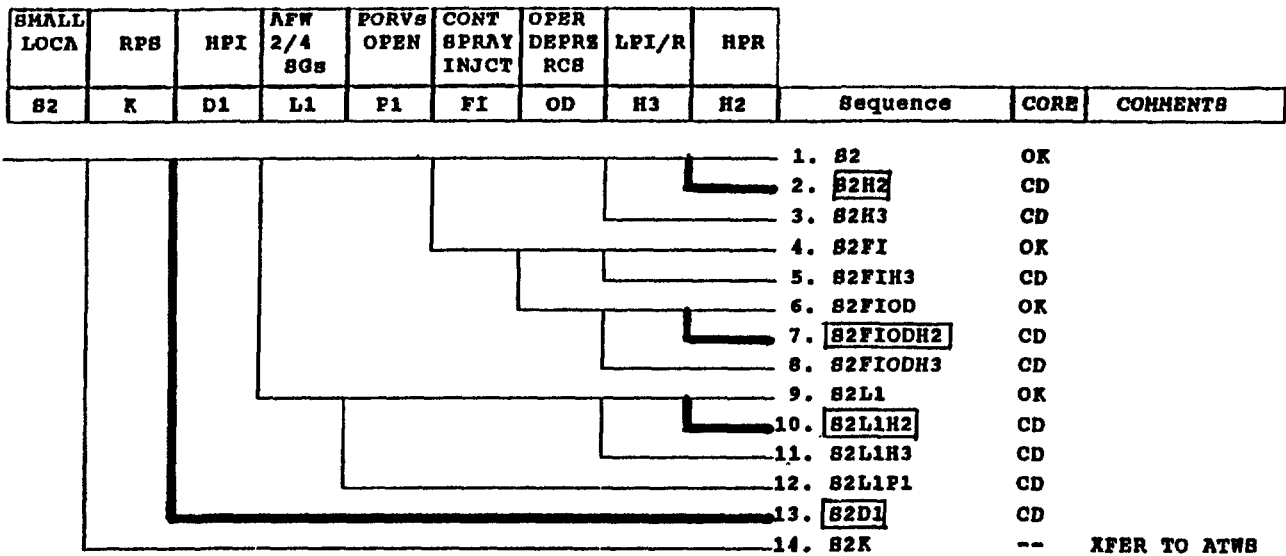 SMALL LOCA RPS HPI AFW 2/4 SGs PORVs OPEN CONT SPRAY INJCT OPER DEPRS RCS LPI/R HPR
S2 K D1 L1 P1 FI OD H3 H2 Sequence CORE COMMENTS
1. S2 OK
2. S2H2 CD
3. S2H3 CD
4. S2FI OK
5. S2FIH3 CD
6. S2FIOD OK
7. S2FIODH2 CD
8. S2FIODH3 CD
9. S2L1 OK
10. S2L1H2 CD
11. S2L1H3 CD
12. S2L1P1 CD
13. S2D1 CD
14. S2K -- XFER TO ATWS